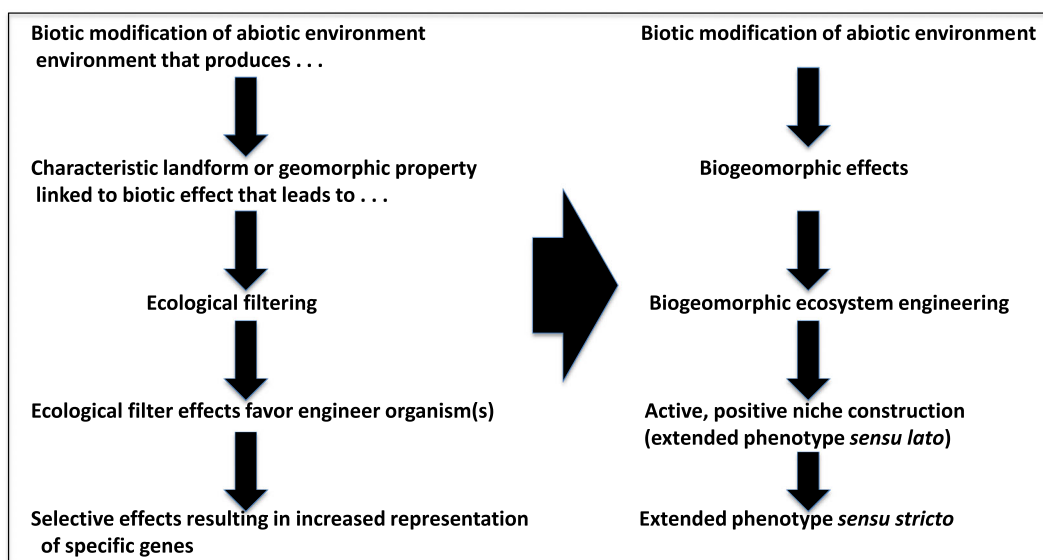 Biotic modification of abiotic environment
environment that produces . . .
Characteristic landform or geomorphic property
linked to biotic effect that leads to . . .
Ecological filtering
Ecological filter effects favor engineer organism(s)
Selective effects resulting in increased representation
of specific genes
Biotic modification of abiotic environment
Biogeomorphic effects
Biogeomorphic ecosystem engineering
Active, positive niche construction
(extended phenotype sensu lato)
Extended phenotype sensu stricto